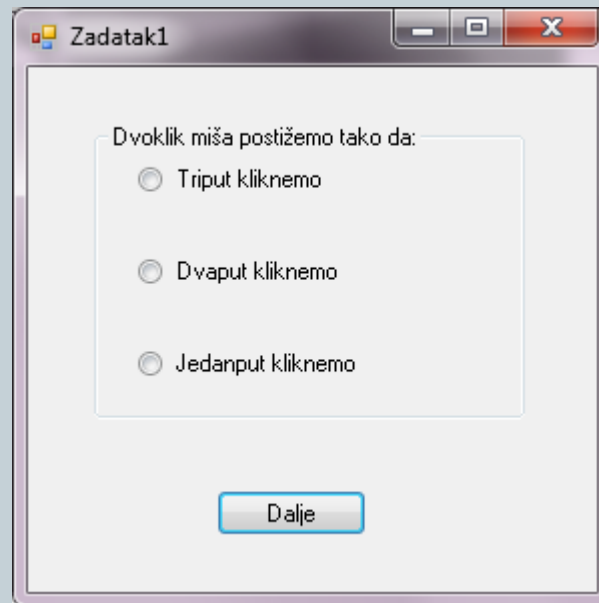 Zadatak1
Dvoklik miša postižemo tako da:
Triput kliknemo
Dvaput kliknemo
Jedanput kliknemo
Dalje